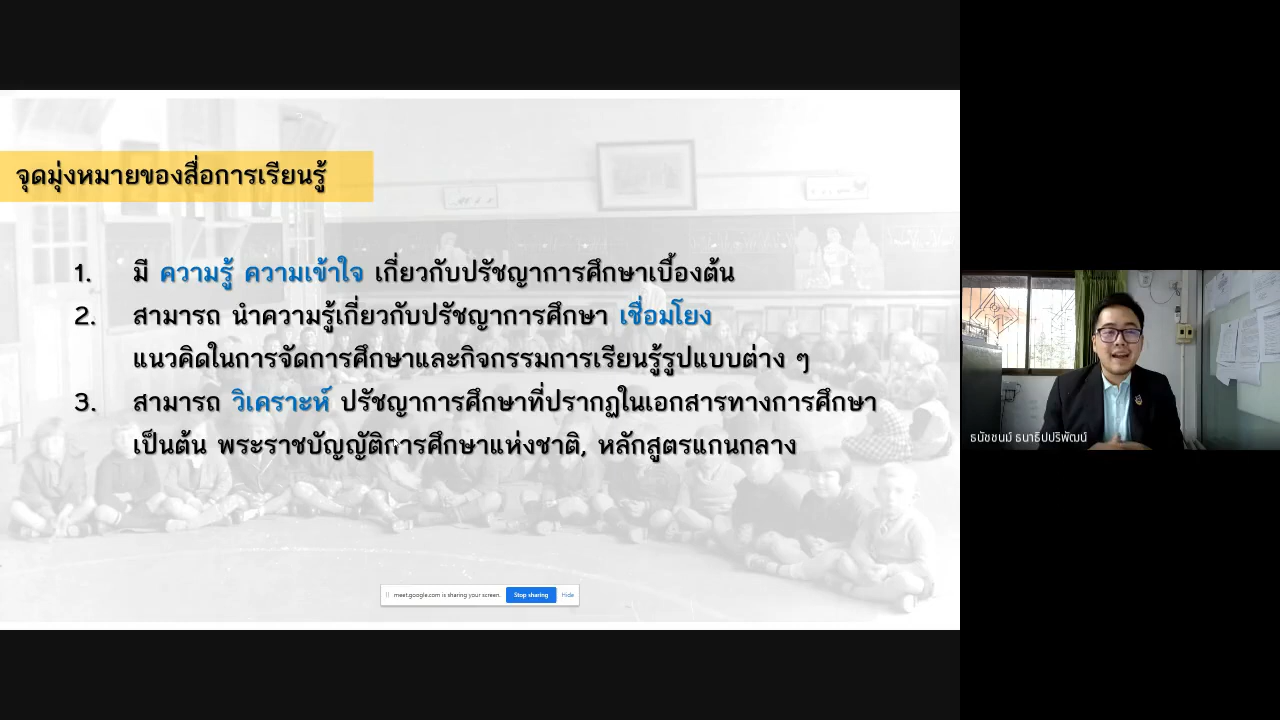 จุดมุ่งหมายของสื่อการเรียนรู้
1. มี ความรู้ ความเข้าใจ เกี่ยวกับปรัชญาการศึกษาเบื้องต้น
2. สามารถ นำความรู้เกี่ยวกับปรัชญาการศึกษา เชื่อมโยง
แนวคิดในการจัดการศึกษาและกิจกรรมการเรียนรู้รูปแบบต่าง ๆ
3. สามารถ วิเคราะห์ ปรัชญาการศึกษาที่ปรากฏในเอกสารทางการศึกษา
เป็นต้น พระราชบัญญัติการศึกษาแห่งชาติ, หลักสูตรแกนกลาง
meet.google.com is sharing your screen. Stop sharing Hide
ธนัชชนม์ ธนาธิปปริพัฒน์